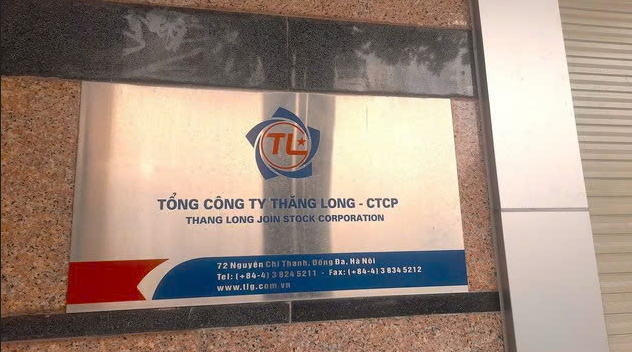 TL
TỔNG CÔNG TY THĂNG LONG - CTCP
THANG LONG JOIN STOCK CORPORATION
72 Nguyễn Chí Thanh, Đống Đa, Hà Nội
Tel: (+84-4) 3 824 5211 - Fax: (+84-4) 3 834 5212
www.tlg.com.vn